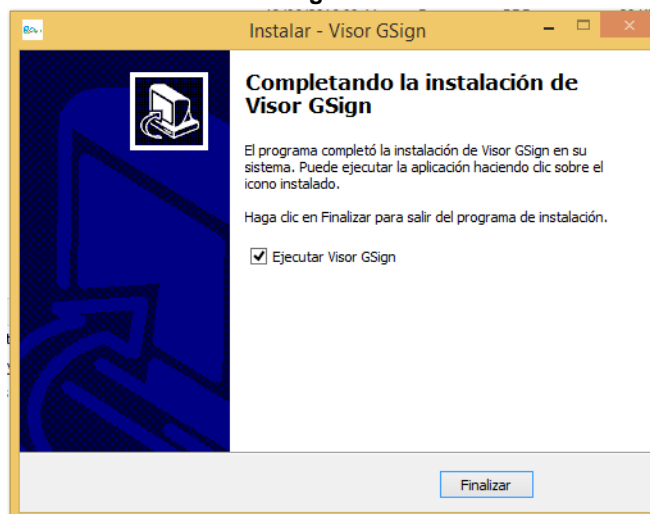 Instalar - Visor GSign
Completando la instalación de
Visor GSign
El programa completó la instalación de Visor GSign en su
sistema. Puede ejecutar la aplicación haciendo clic sobre el
icono instalado.
Haga clic en Finalizar para salir del programa de instalación.
Ejecutar Visor GSign
Finalizar